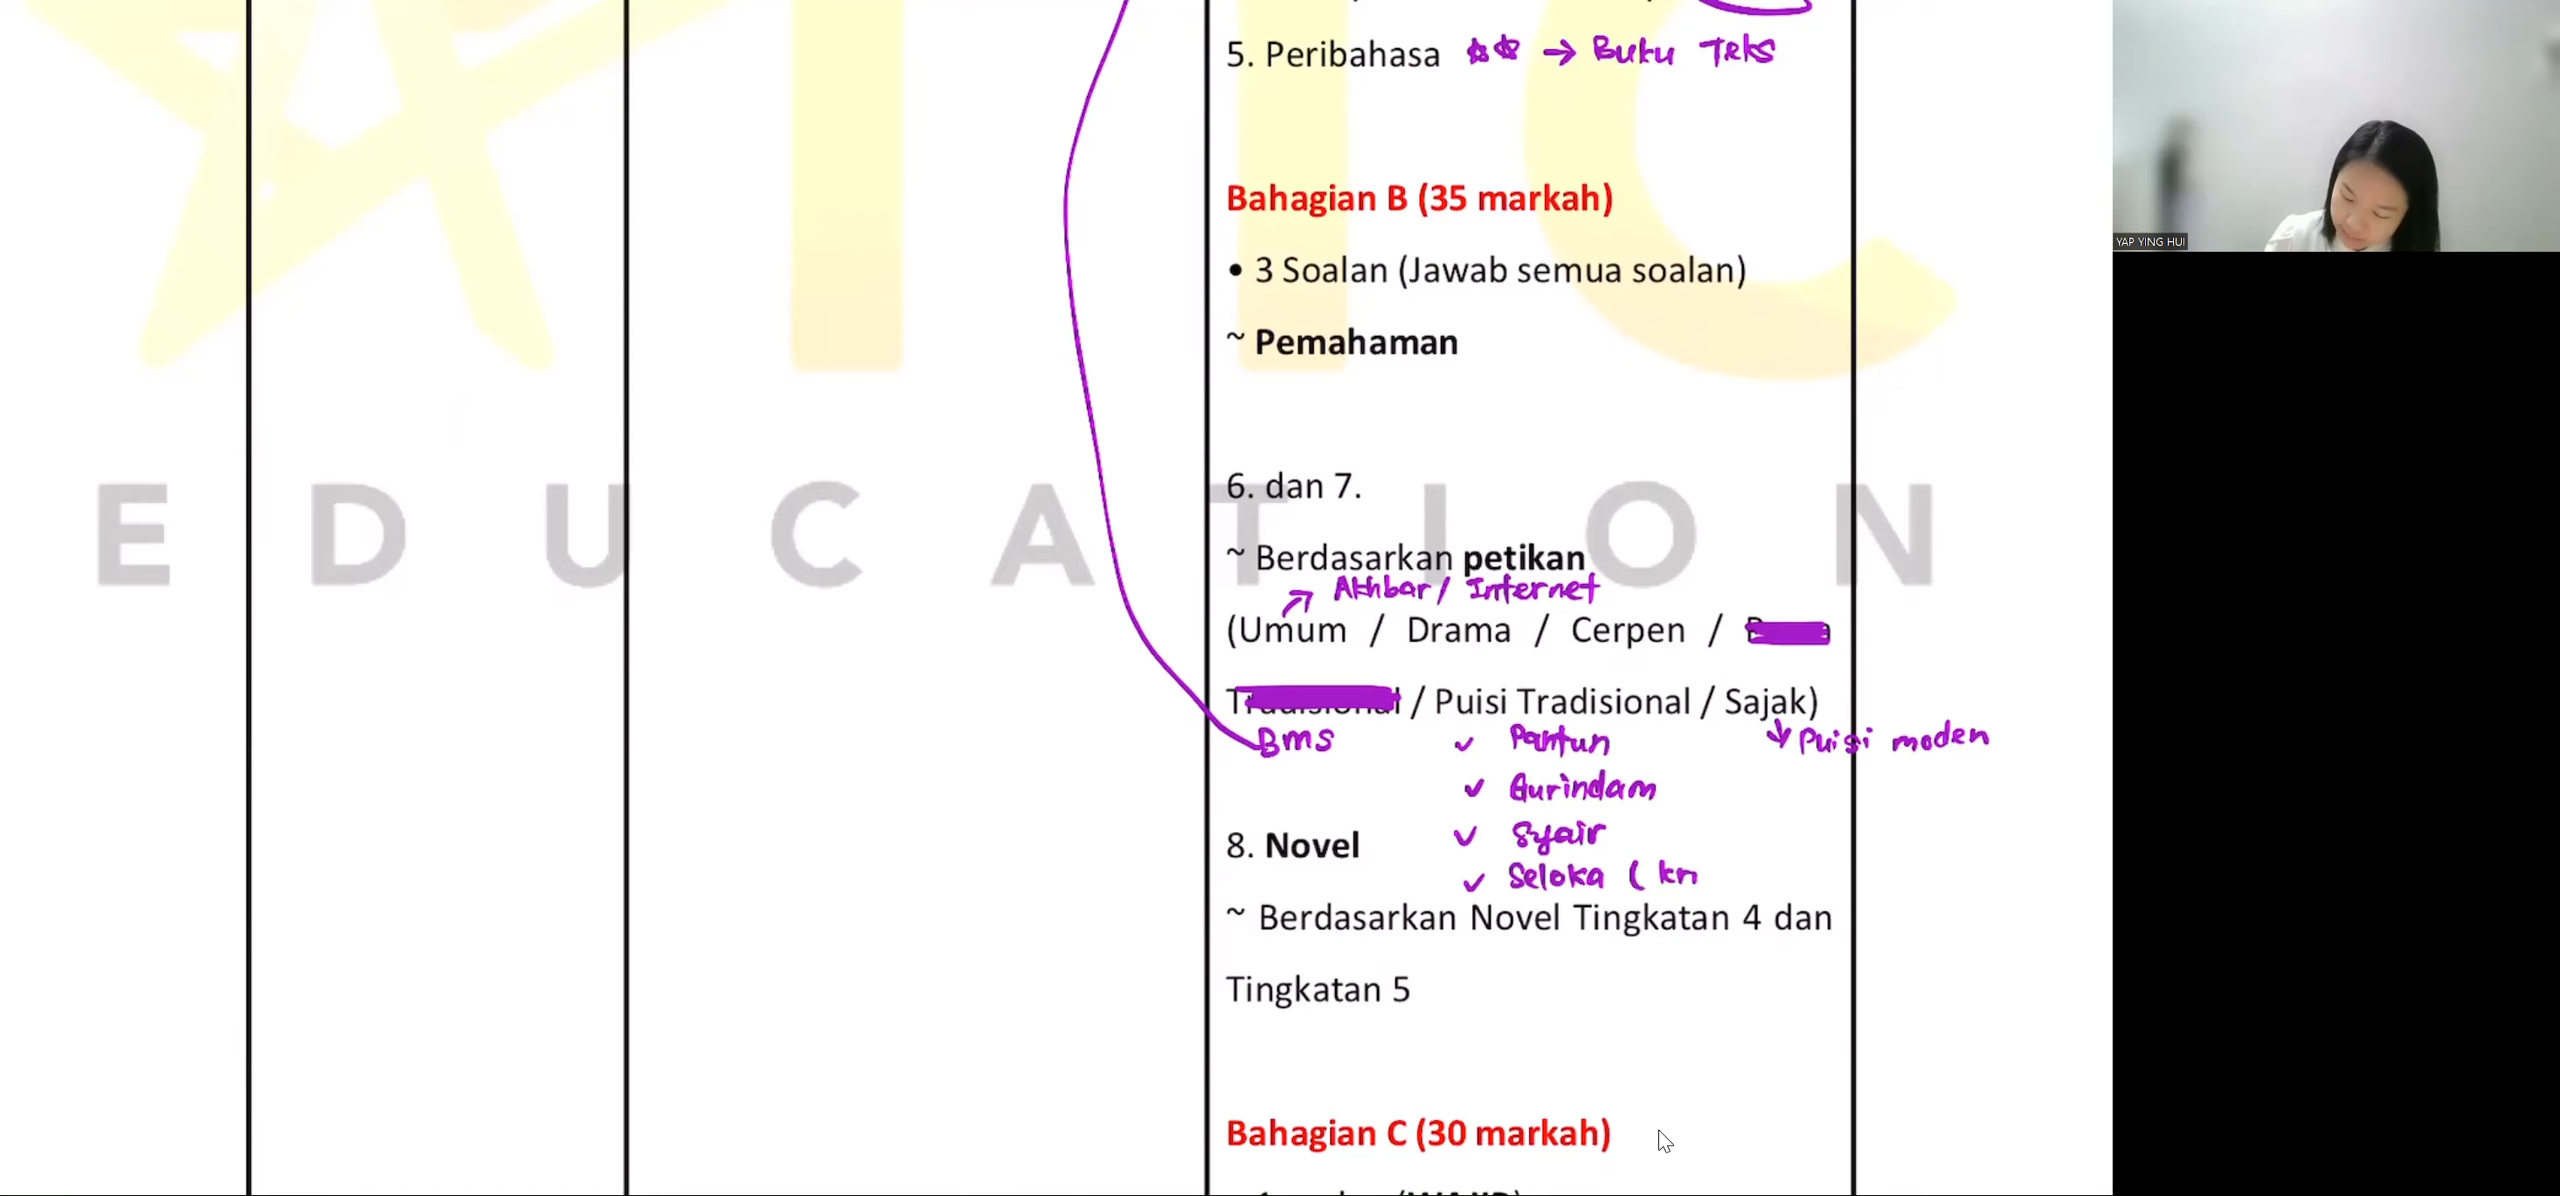 5. Peribahasa ☆☆ → Buku Teks
YAP YING HUI
Bahagian B (35 markah)
• 3 Soalan (Jawab semua soalan)
~ Pemahaman
6. dan 7.
EDUCATION
~ Berdasarkan petikan
Akhbar / Internet
(Umum / Drama / Cerpen /
/ Puisi Tradisional / Sajak)
BMS ✓ Pantun ↓ Puisi moden
✓ Gurindam
✓ Syair
8. Novel
✓ Seloka (
~ Berdasarkan Novel Tingkatan 4 dan
Tingkatan 5
Bahagian C (30 markah)